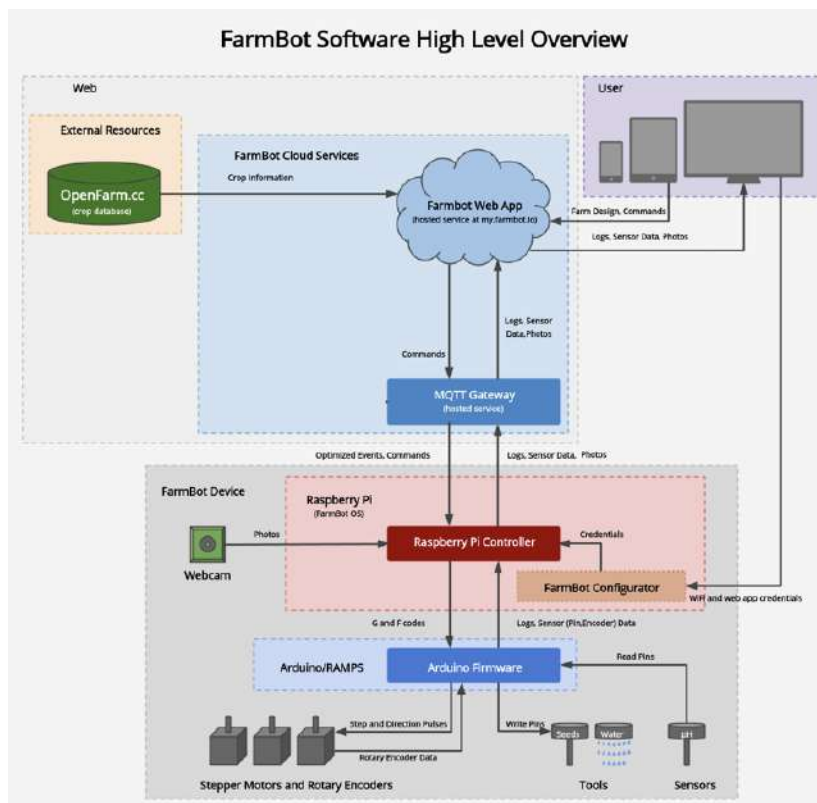 FarmBot Software High Level Overview
Web
User
External Resources
OpenFarm.cc
(crop database)
FarmBot Cloud Services
Crop Information
Farmbot Web App
(hosted service at my.farmbot.io)
Farm Design, Commands
Logs, Sensor Data, Photos
Logs, Sensor
Data,Photos
Commands
MQTT Gateway
(hosted service)
Optimized Events, Commands
Logs, Sensor Data, Photos
FarmBot Device
Raspberry Pi
(FarmBot OS)
Webcam
Photos
Raspberry Pi Controller
Credentials
FarmBot Configurator
WiFi and web app credentials
G and F codes
Logs, Sensor (Pin,Encoder) Data
Arduino/RAMPS
Arduino Firmware
Read Pins
Step and Direction Pulses
Rotary Encoder Data
Write Pins
Seeds
Water
pH
Stepper Motors and Rotary Encoders
Tools
Sensors